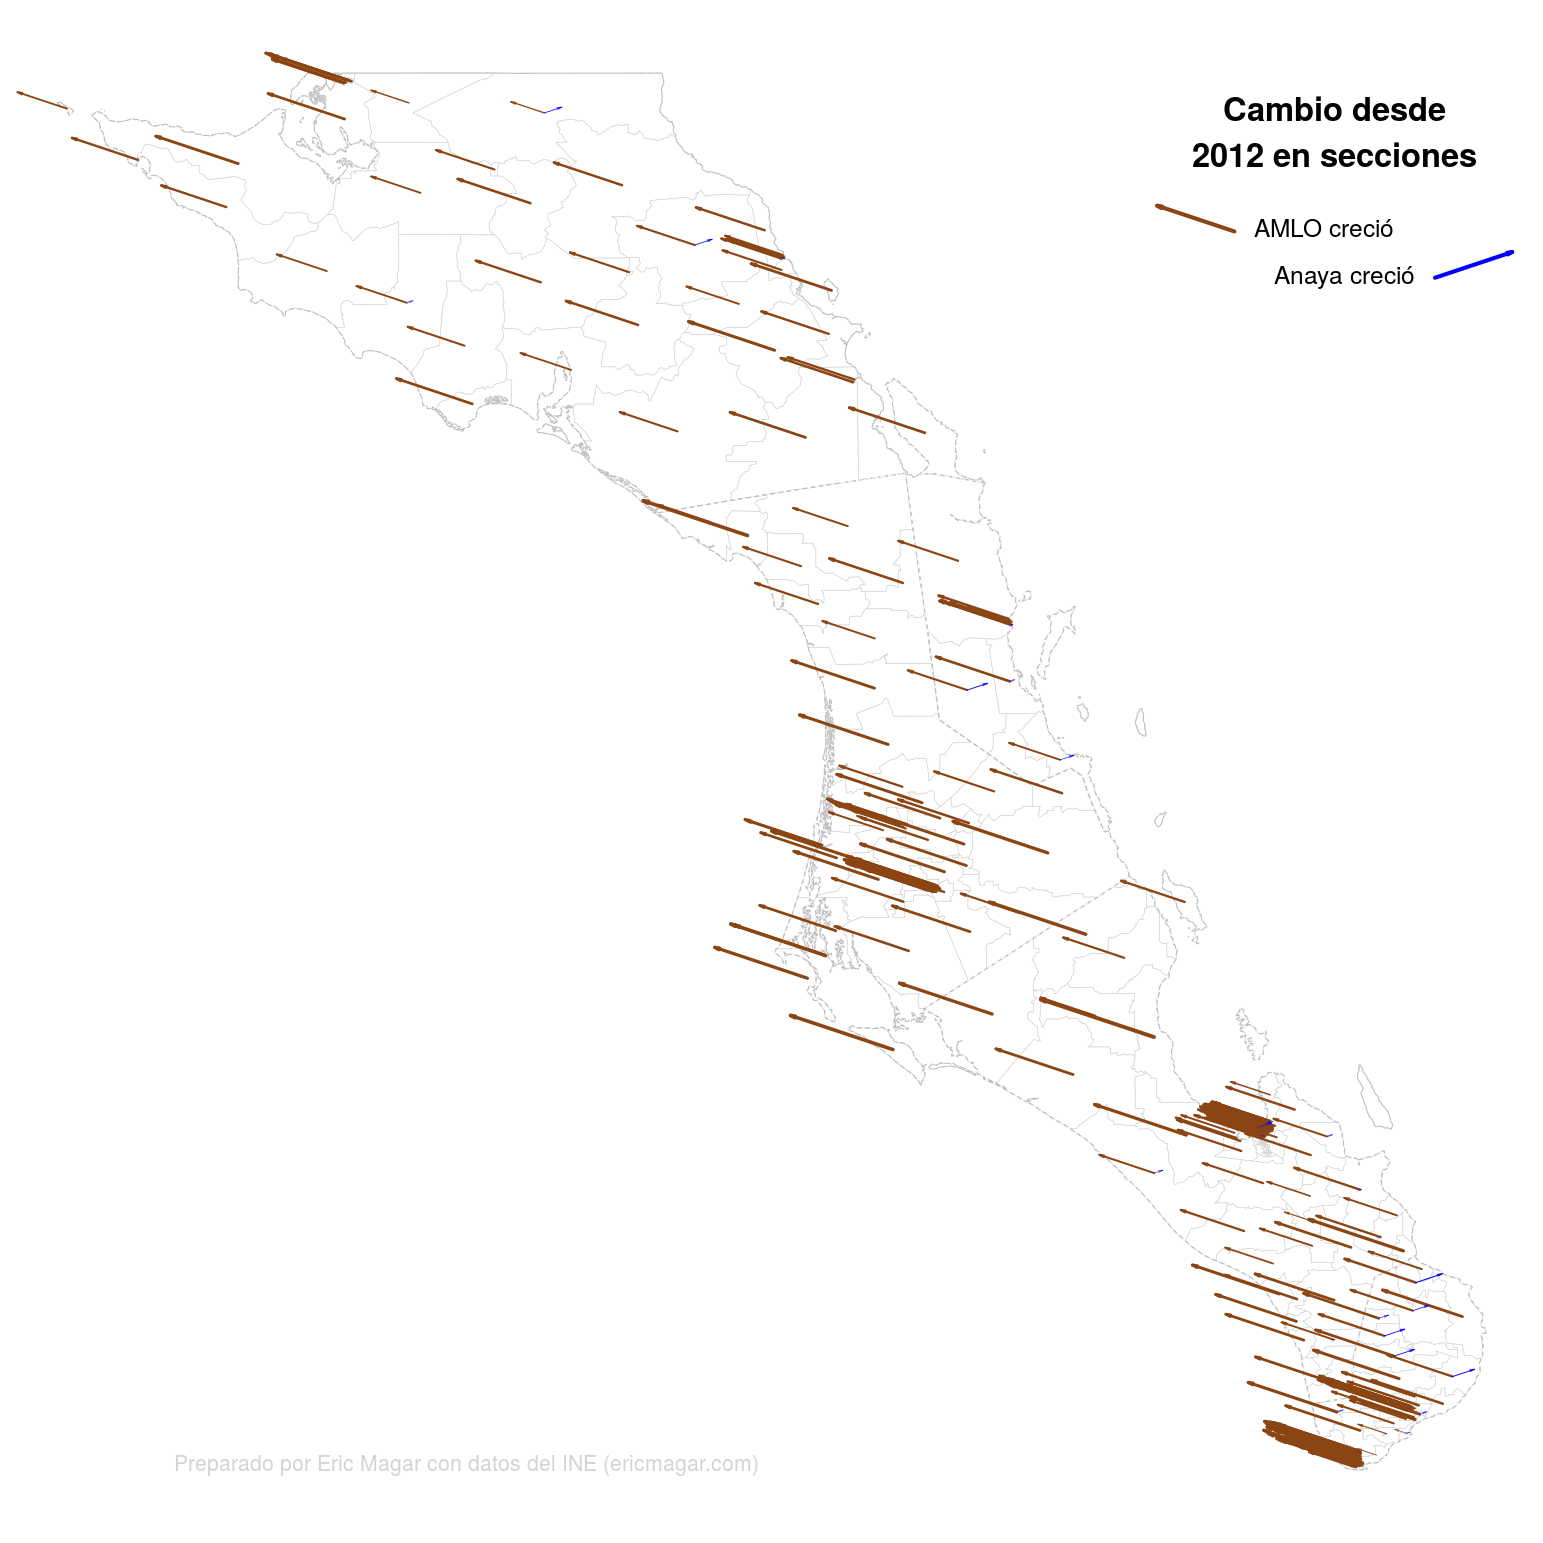 Cambio desde
2012 en secciones
AMLO creció
Anaya creció
Preparado por Eric Magar con datos del INE (ericmagar.com)